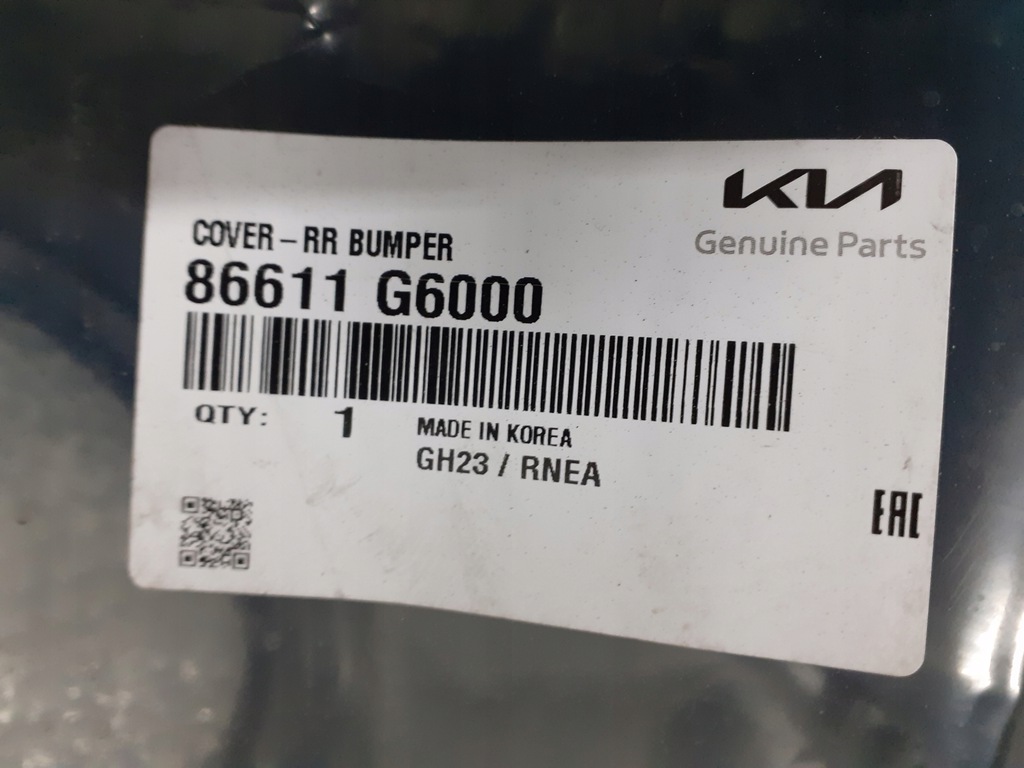 KIA
Genuine Parts
COVER-RR BUMPER
86611 G6000
QTY: 1
MADE IN KOREA
GH23 / RNEA
EAC